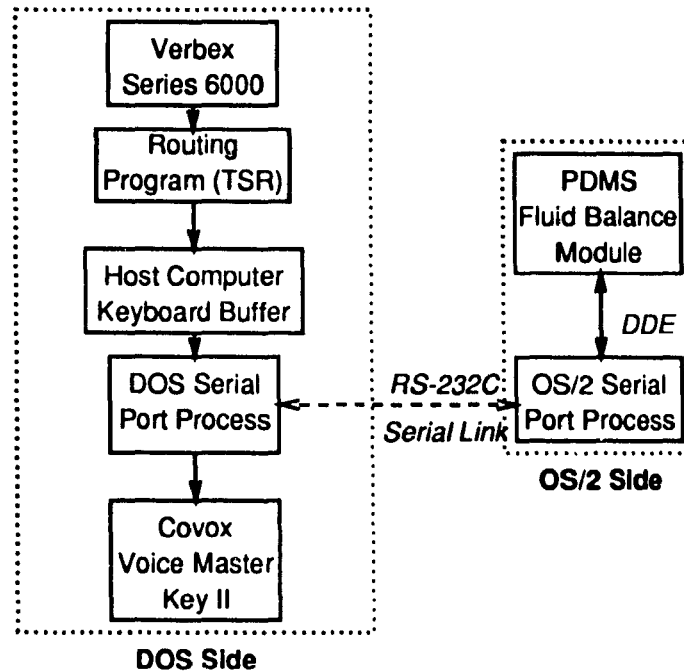 Verbex
Series 6000
Routing
Program (TSR)
Host Computer
Keyboard Buffer
DOS Serial
Port Process
Covox
Voice Master
Key II
DOS Side
RS-232C
Serial Link
PDMS
Fluid Balance
Module
DDE
OS/2 Serial
Port Process
OS/2 Side